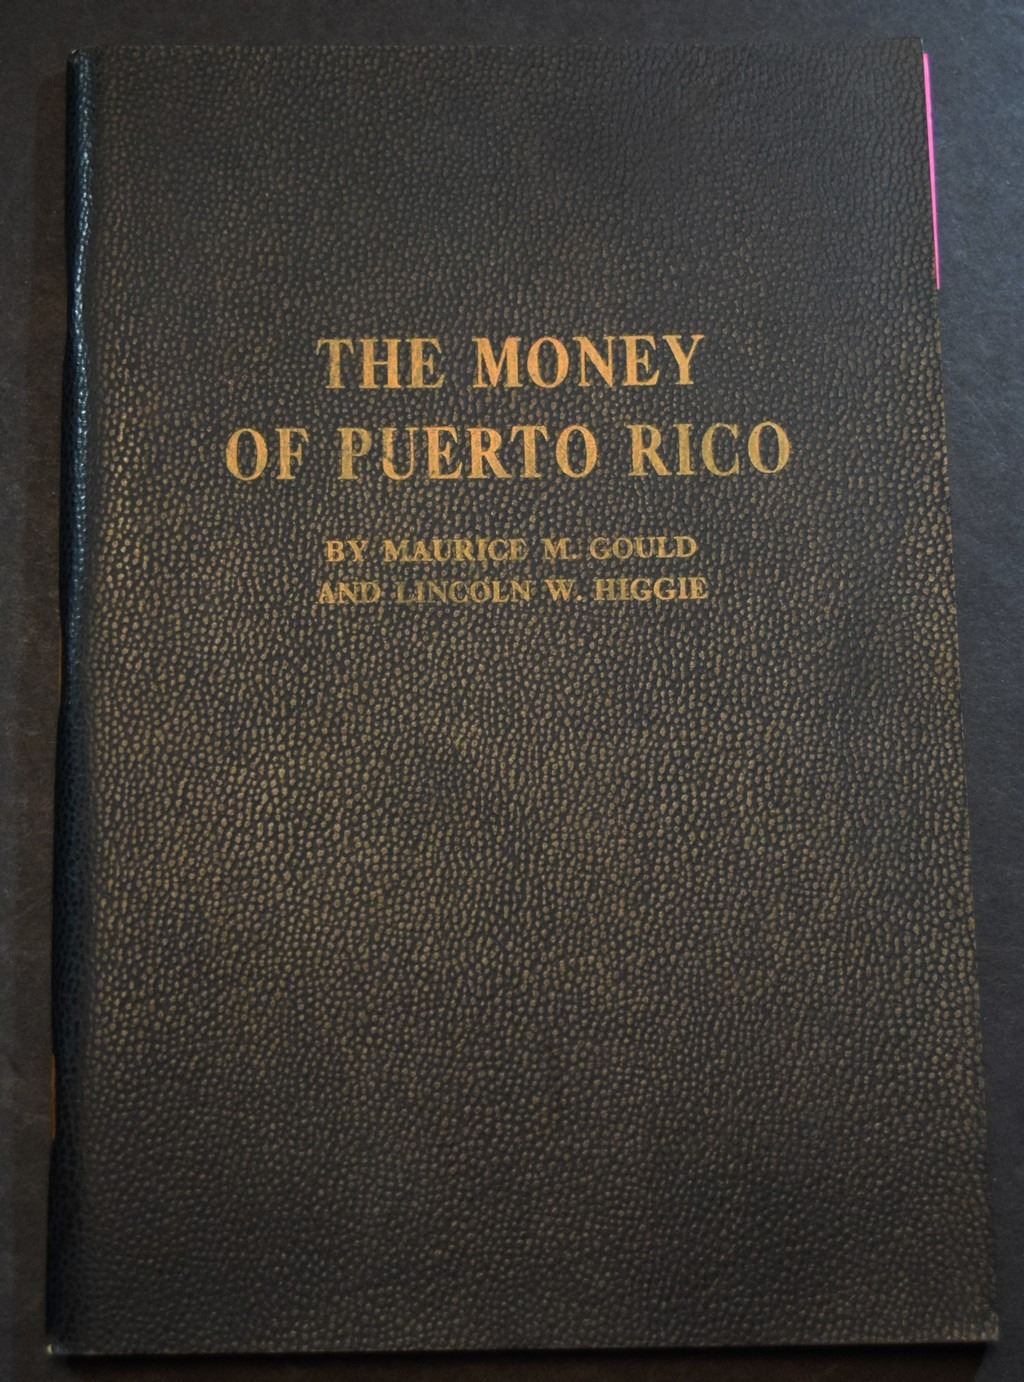 THE MONEY
OF PUERTO RICO
BY MAURICE M. GOULD
AND LINCOLN W. HIGGIE